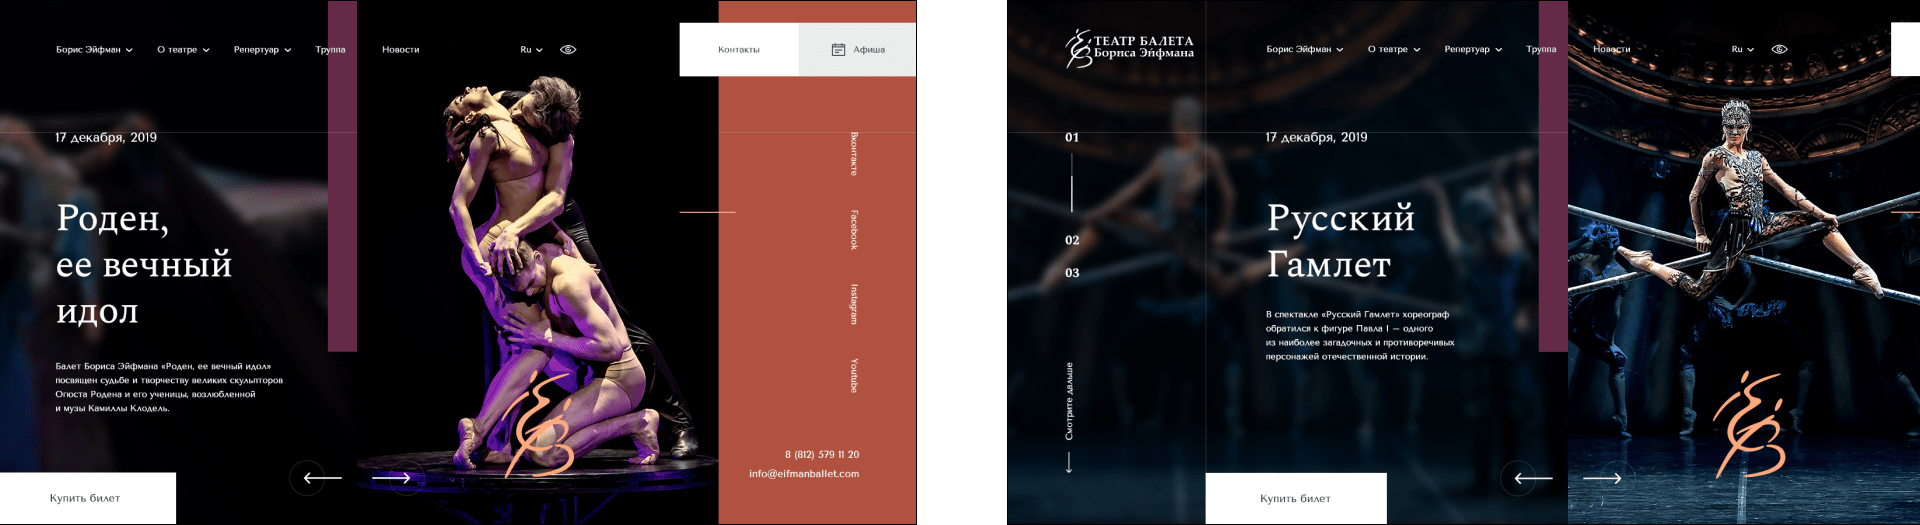 Борис Эйфман
О театре
Репертуар
Труппа
Новости
Ru
Контакты
Афиша
17 декабря, 2019
Роден,
ее вечный
идол
Балет Бориса Эйфмана «Роден, ее вечный идол»
посвящен судьбе и творчеству великих скульпторов
Огюста Родена и его ученицы, возлюбленной
и музы Камиллы Клодель.
Купить билет
Вконтакте
Facebook
Instagram
Youtube
8 (812) 579 11 20
info@eifmanballet.com
ТЕАТР БАЛЕТА
Бориса Эйфмана
Борис Эйфман
О театре
Репертуар
Труппа
Новости
Ru
01
02
03
Смотрите дальше
17 декабря, 2019
Русский
Гамлет
В спектакле «Русский Гамлет» хореограф
обратился к фигуре Павла I — одного
из наиболее загадочных и противоречивых
персонажей отечественной истории.
Купить билет